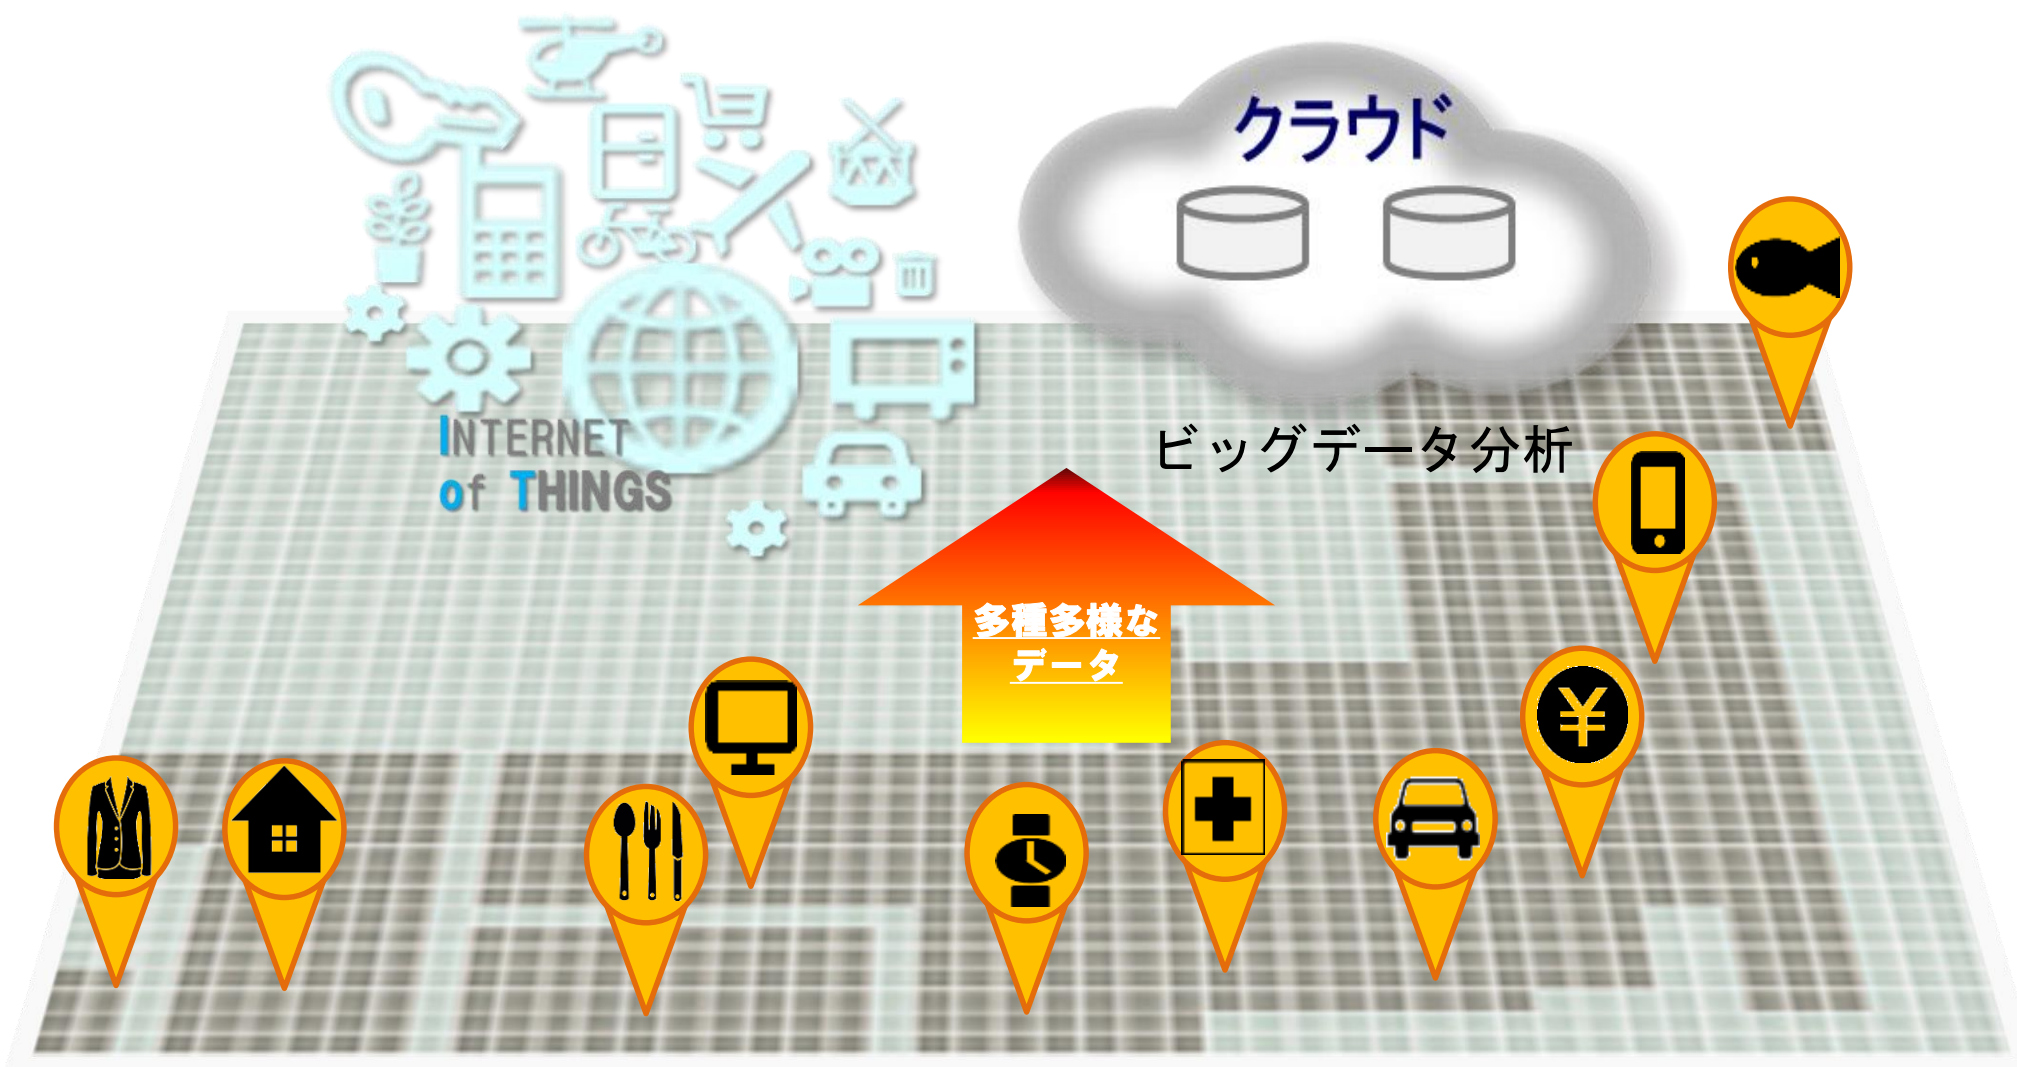 クラウド
INTERNET
of THINGS
ビッグデータ分析
多種多様な
データ
¥